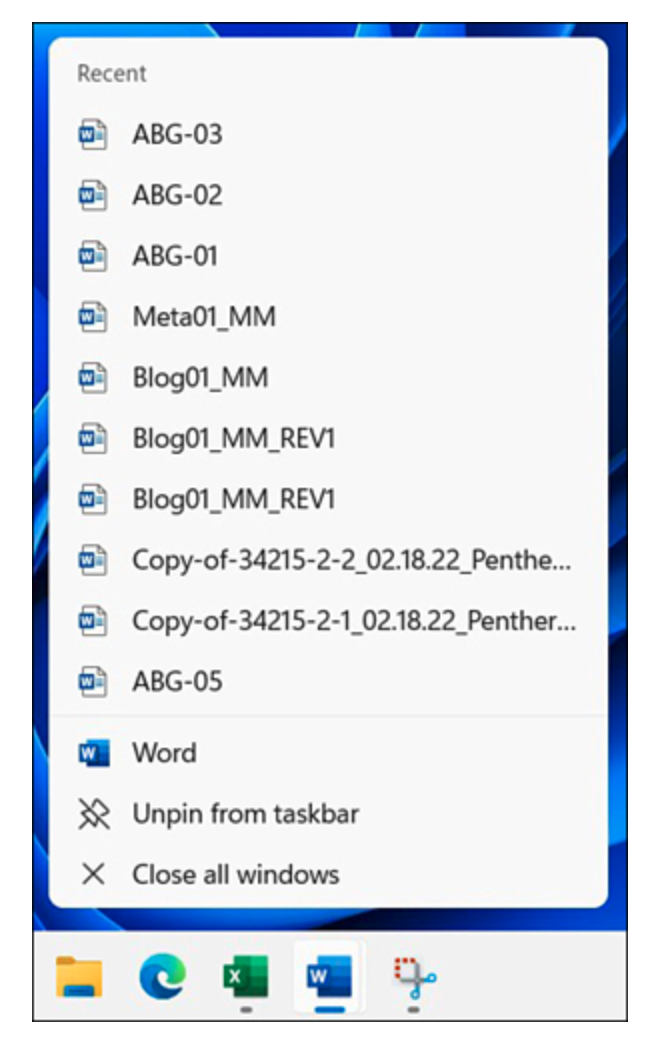 Recent
ABG-03
ABG-02
ABG-01
Meta01_MM
Blog01_MM
Blog01_MM_REV1
Blog01_MM_REV1
Copy-of-34215-2-2_02.18.22_Penthe...
Copy-of-34215-2-1_02.18.22_Penther...
ABG-05
Word
Unpin from taskbar
Close all windows